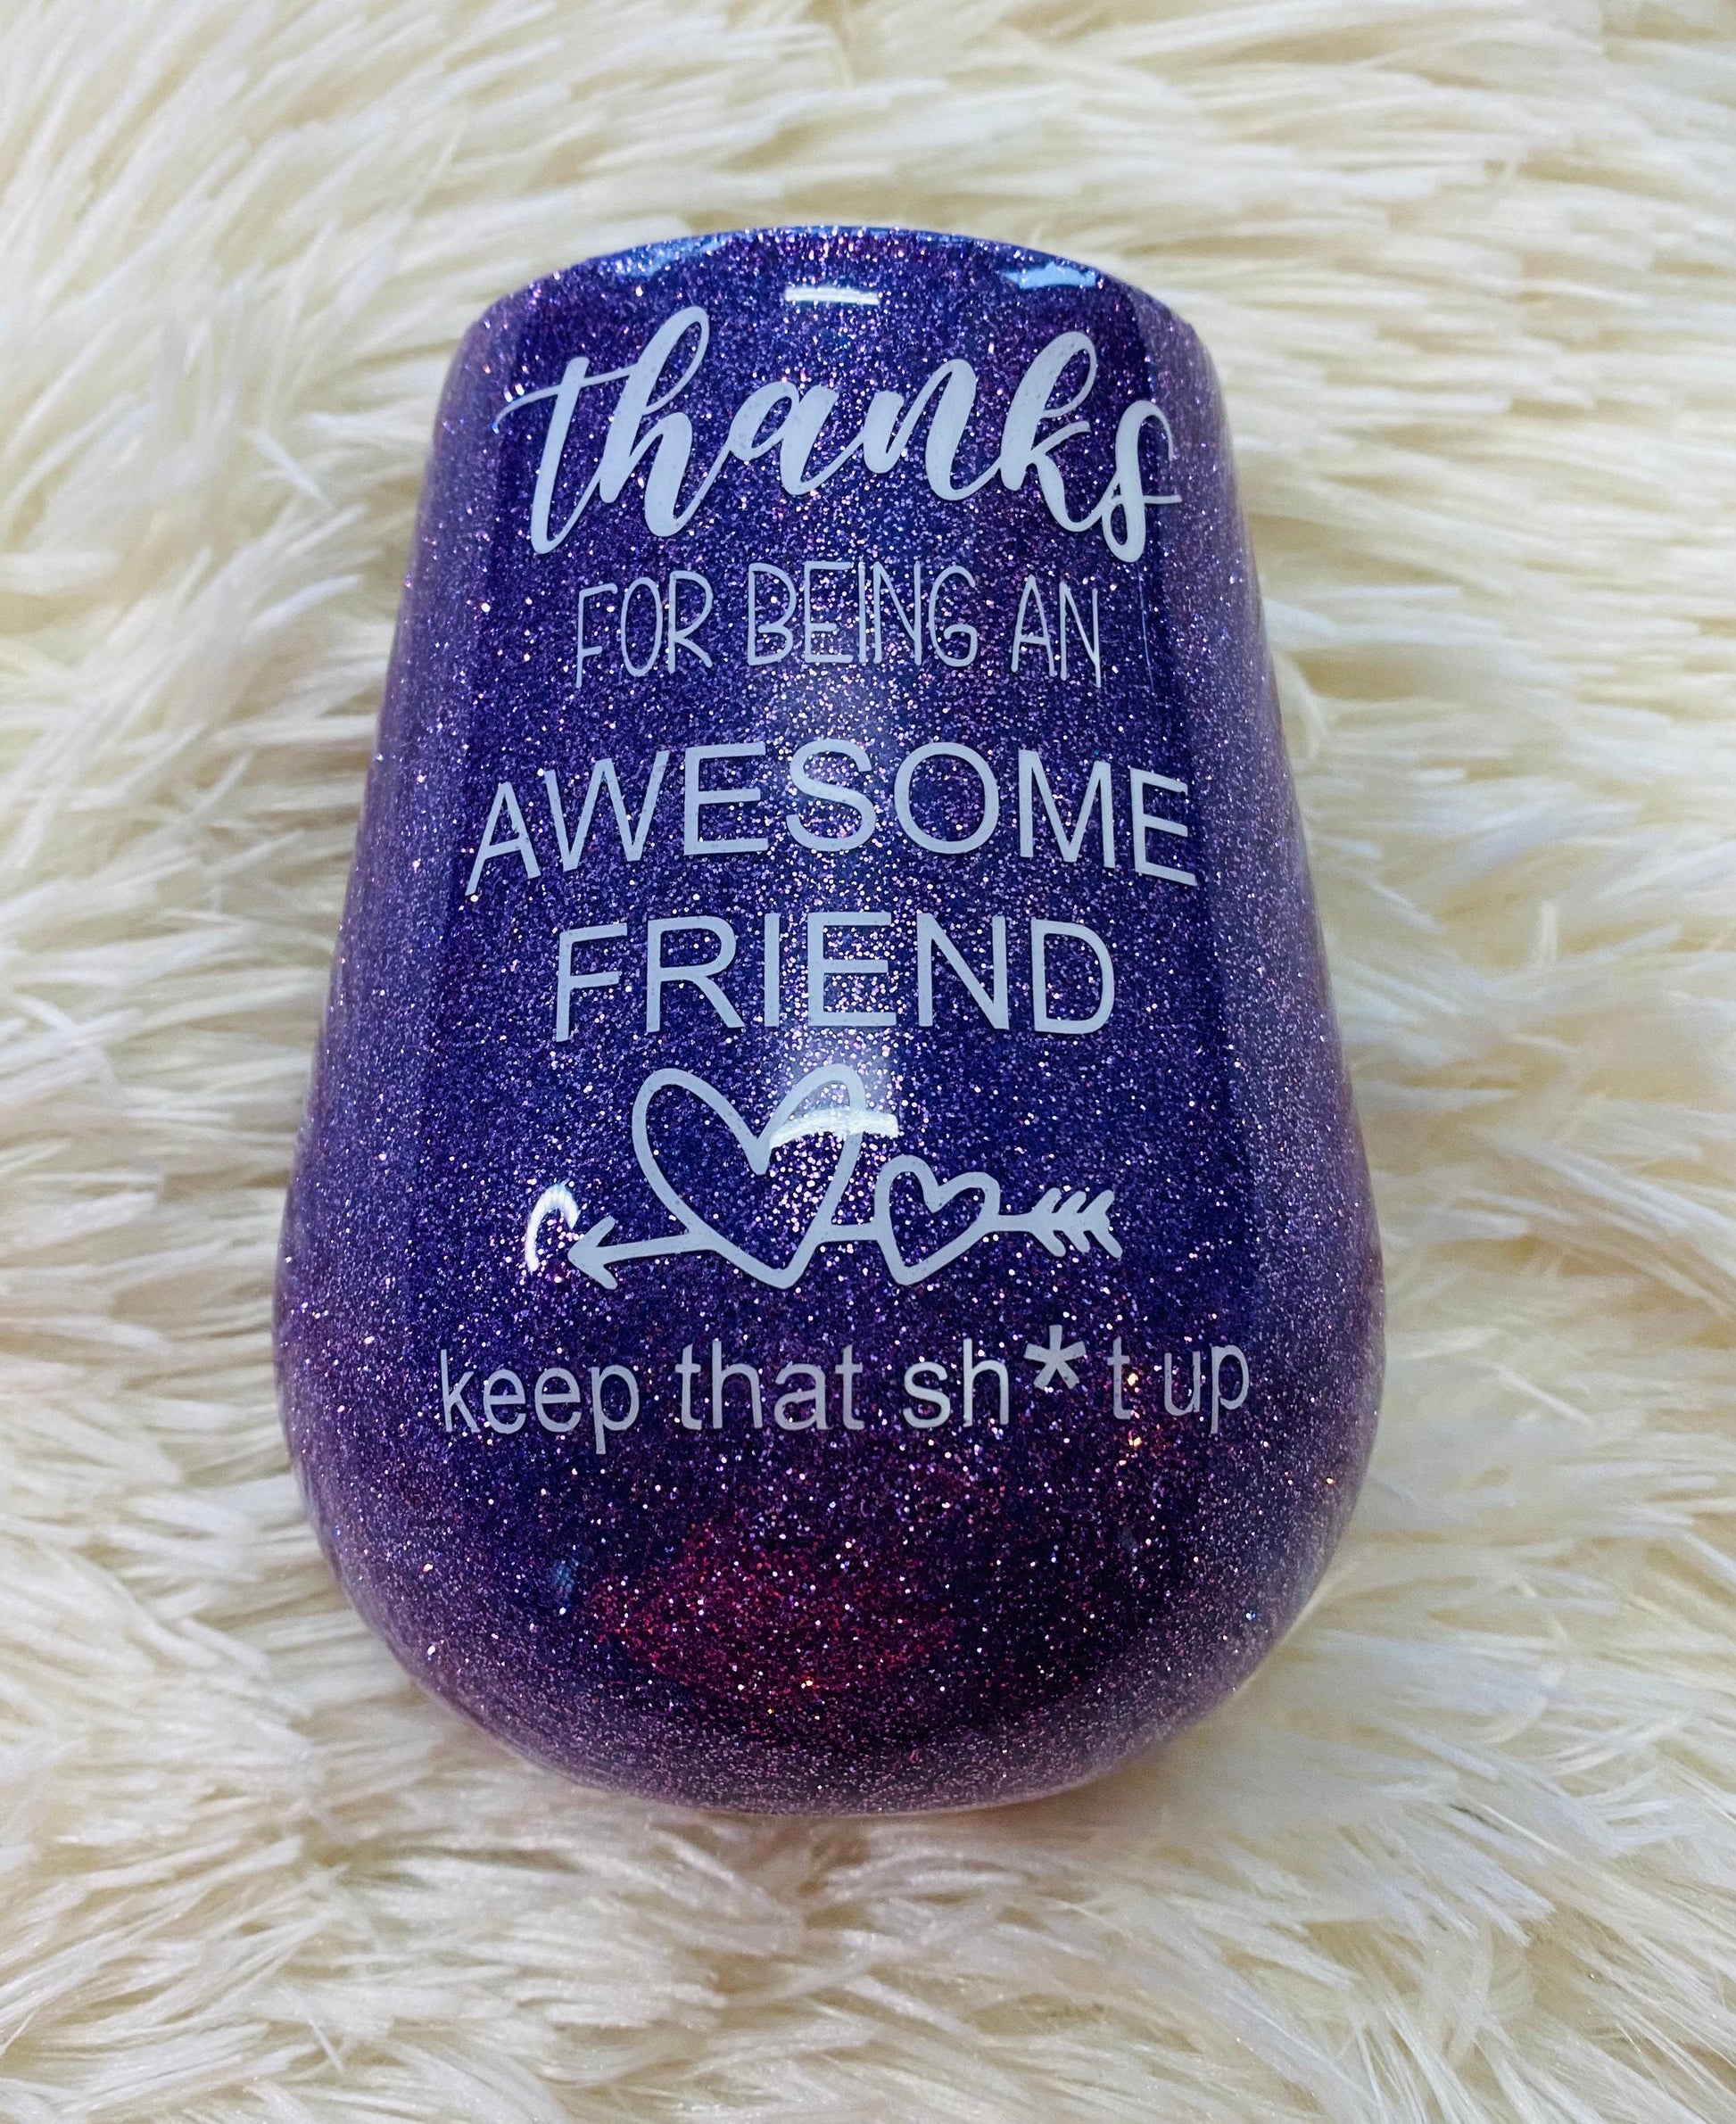 thanks
FOR BEING AN
AWESOME
FRIEND
keep that sh*t up